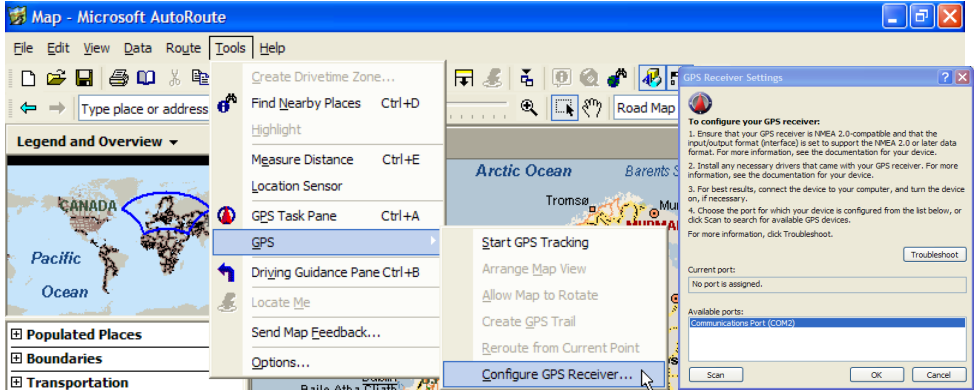 Map - Microsoft AutoRoute
File Edit View Data Route Tools Help
Type place or address
Road Map
Legend and Overview
CANADA
Pacific
Ocean
Populated Places
Boundaries
Transportation
Create Drivetime Zone...
Find Nearby Places Ctrl+D
Highlight
Measure Distance Ctrl+E
Location Sensor
GPS Task Pane Ctrl+A
GPS
Driving Guidance Pane Ctrl+B
Locate Me
Send Map Feedback...
Options...
Start GPS Tracking
Arrange Map View
Allow Map to Rotate
Create GPS Trail
Reroute from Current Point
Configure GPS Receiver...
Arctic Ocean
Barents S
Tromsø
Mur
MURMA
Dublin
Baile Átha Cliath
GPS Receiver Settings
To configure your GPS receiver:
1. Ensure that your GPS receiver is NMEA 2.0-compatible and that the
input/output format (interface) is set to support the NMEA 2.0 or later data
format. For more information, see the documentation for your device.
2. Install any necessary drivers that came with your GPS receiver. For more
information, see the documentation for your device.
3. For best results, connect the device to your computer, and turn the device
on, if necessary.
4. Choose the port for which your device is configured from the list below, or
click Scan to search for available GPS devices.
For more information, click Troubleshoot.
Troubleshoot
Current port:
No port is assigned.
Available ports:
Communications Port (COM2)
Scan OK Cancel